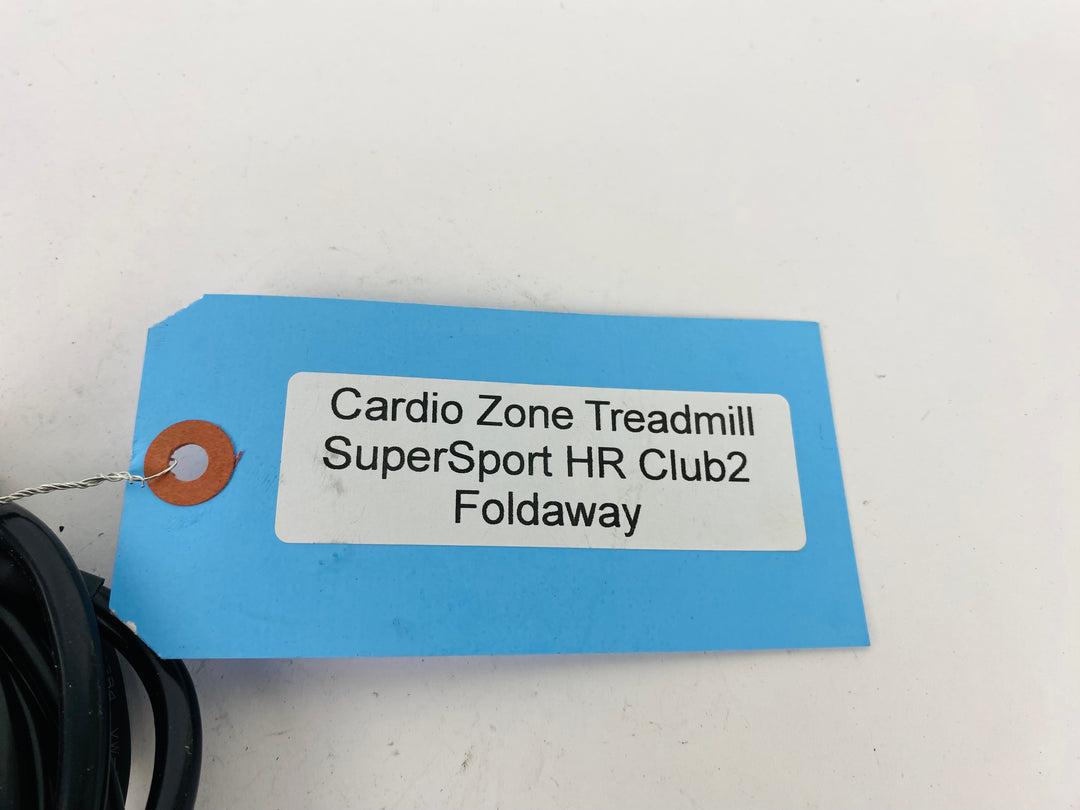 Cardio Zone Treadmill
SuperSport HR Club2
Foldaway